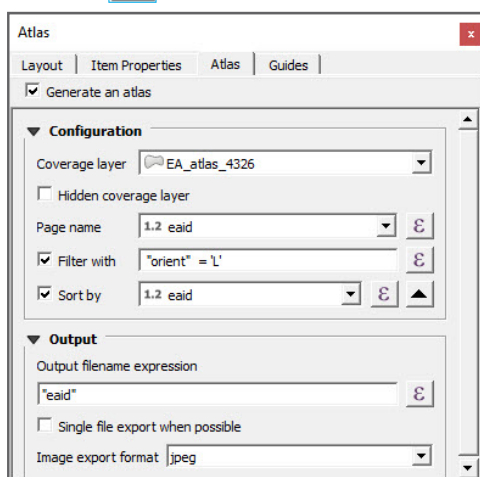 Atlas
x
Layout Item Properties Atlas Guides
Generate an atlas
Configuration
Coverage layer EA_atlas_4326
Hidden coverage layer
Page name 1.2 eaid ε
Filter with "orient" = 'L' ε
Sort by 1.2 eaid ε
Output
Output filename expression
"eaid" ε
Single file export when possible
Image export format jpeg